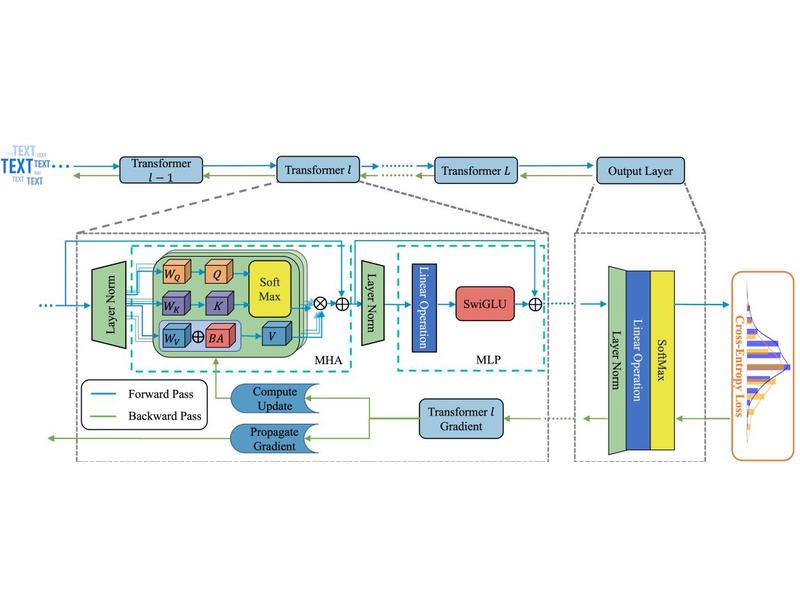 TEXT
TEXT
TEXT
TEXT
TEXT
TEXT
Transformer
l − 1
Transformer l
Transformer L
Output Layer
Layer Norm
W_Q
Q
W_K
K
W_V
BA
V
Soft
Max
MHA
Layer Norm
Linear Operation
SwiGLU
MLP
Layer Norm
Linear Operation
SoftMax
Cross-Entropy Loss
Forward Pass
Backward Pass
Compute
Update
Propagate
Gradient
Transformer l
Gradient